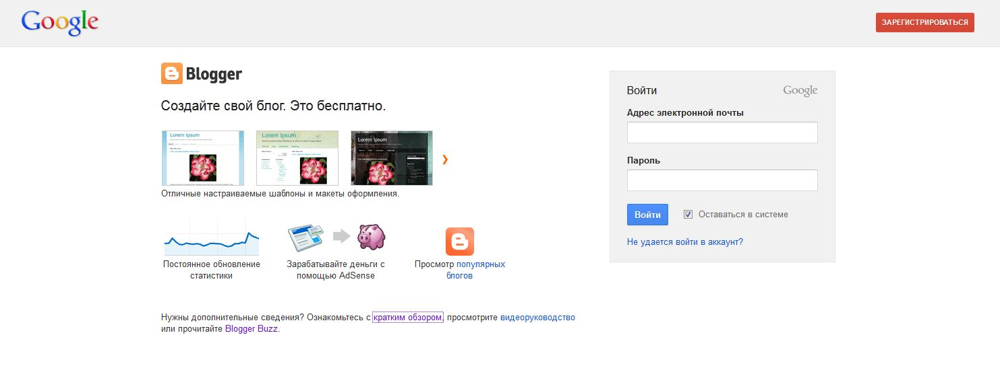 Google
ЗАРЕГИСТРИРОВАТЬСЯ
Blogger
Создайте свой блог. Это бесплатно.
Lorem Ipsum
Lorem Ipsum
Lorem Ipsum
Отличные настраиваемые шаблоны и макеты оформления.
Постоянное обновление
статистики
Зарабатывайте деньги с
помощью AdSense
Просмотр популярных
блогов
Нужны дополнительные сведения? Ознакомьтесь с кратким обзором, просмотрите видеоруководство
или прочитайте Blogger Buzz.
Войти
Google
Адрес электронной почты
Пароль
Войти
Оставаться в системе
Не удается войти в аккаунт?